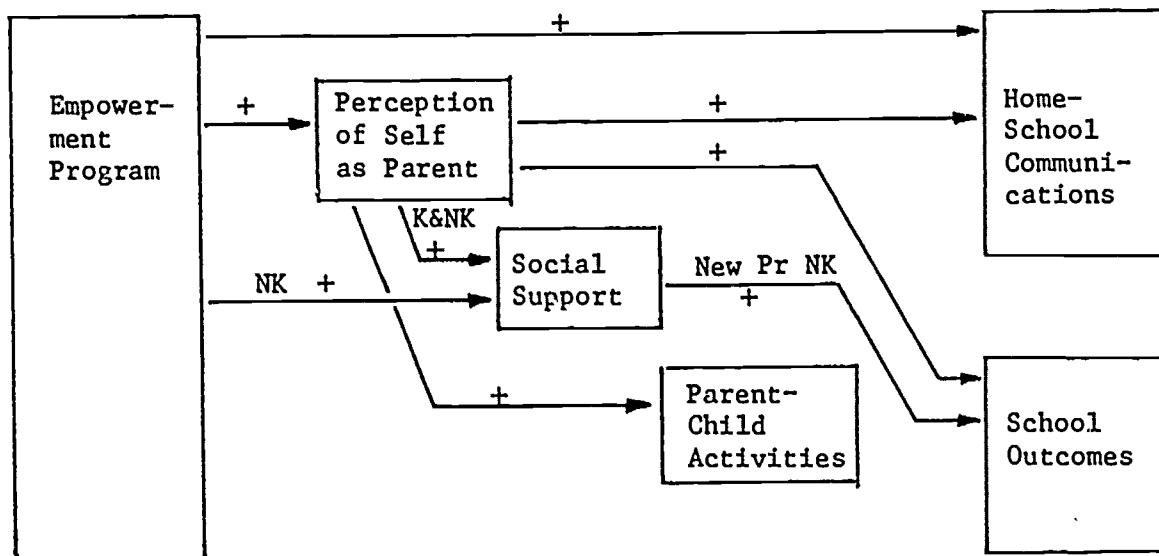 +
Empower-
ment
Program
+
Perception
of Self
as Parent
+
+
Home-
School
Communi-
cations
K&NK
+
NK +
Social
Support
New Pr NK
+
+
Parent-
Child
Activities
School
Outcomes